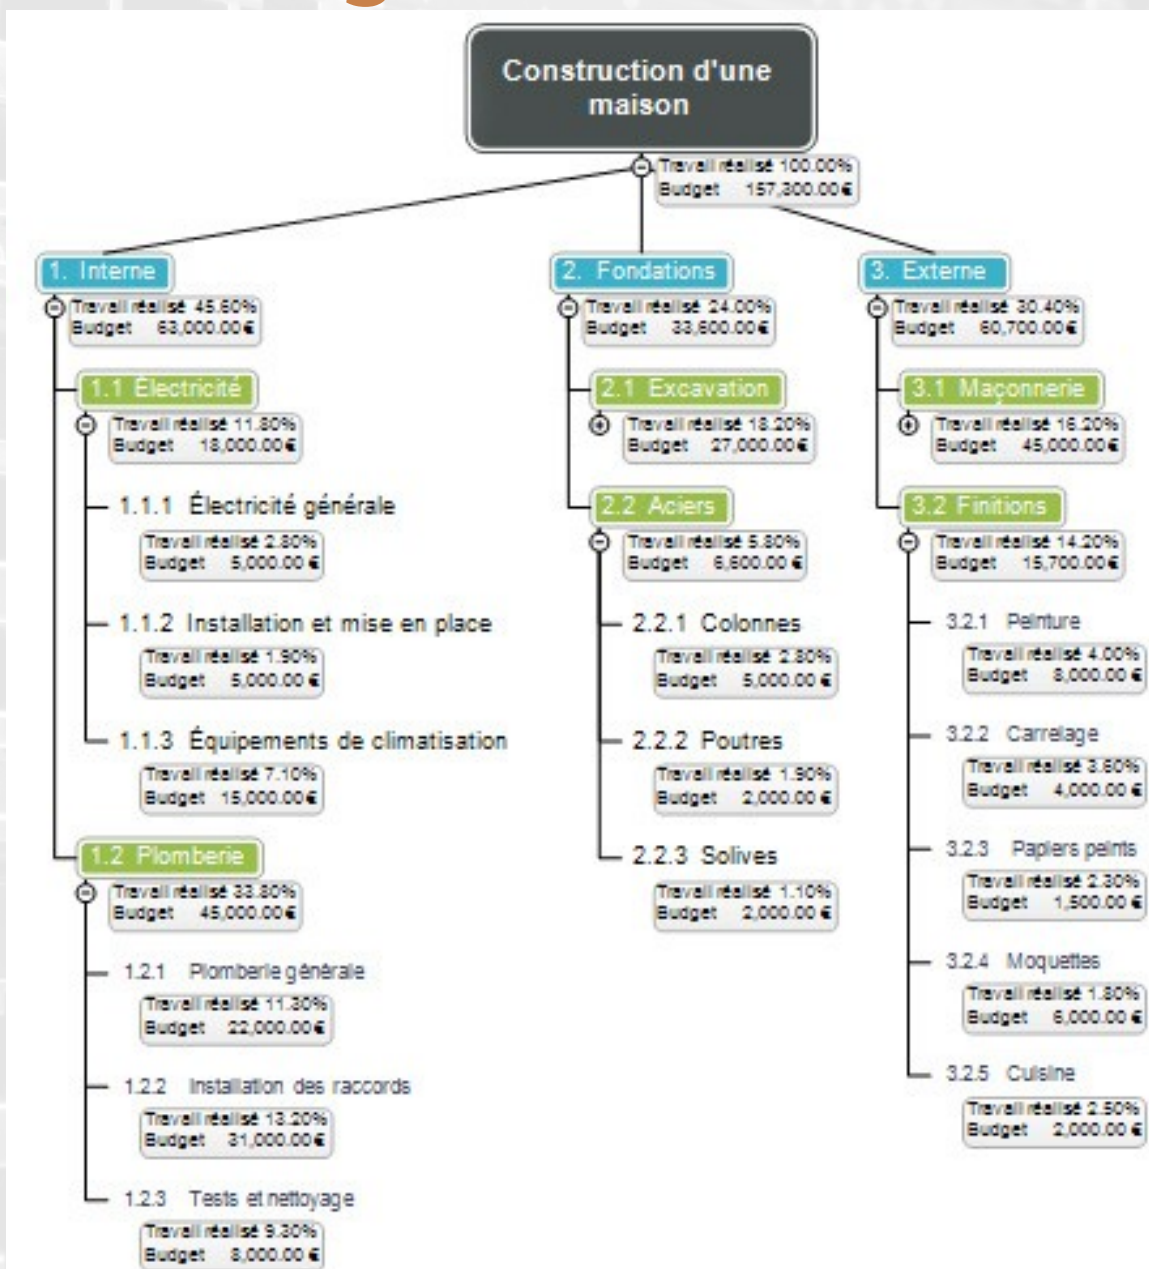 Construction d'une
maison
Travail réalisé 100.00%
Budget 157,300.00 €
1. Interne
Travail réalisé 45.60%
Budget 63,000.00 €
1.1 Électricité
Travail réalisé 11.80%
Budget 18,000.00 €
1.1.1 Électricité générale
Travail réalisé 2.80%
Budget 5,000.00 €
1.1.2 Installation et mise en place
Travail réalisé 1.90%
Budget 5,000.00 €
1.1.3 Équipements de climatisation
Travail réalisé 7.10%
Budget 15,000.00 €
1.2 Plomberie
Travail réalisé 33.80%
Budget 45,000.00 €
1.2.1 Plomberie générale
Travail réalisé 11.30%
Budget 22,000.00 €
1.2.2 Installation des raccords
Travail réalisé 13.20%
Budget 31,000.00 €
1.2.3 Tests et nettoyage
Travail réalisé 9.30%
Budget 8,000.00 €
2. Fondations
Travail réalisé 24.00%
Budget 33,600.00 €
2.1 Excavation
Travail réalisé 18.20%
Budget 27,000.00 €
2.2 Aciers
Travail réalisé 5.80%
Budget 6,600.00 €
2.2.1 Colonnes
Travail réalisé 2.80%
Budget 5,000.00 €
2.2.2 Poutres
Travail réalisé 1.90%
Budget 2,000.00 €
2.2.3 Solives
Travail réalisé 1.10%
Budget 2,000.00 €
3. Externe
Travail réalisé 30.40%
Budget 60,700.00 €
3.1 Maçonnerie
Travail réalisé 16.20%
Budget 45,000.00 €
3.2 Finitions
Travail réalisé 14.20%
Budget 15,700.00 €
3.2.1 Peinture
Travail réalisé 4.00%
Budget 8,000.00 €
3.2.2 Carrelage
Travail réalisé 3.60%
Budget 4,000.00 €
3.2.3 Papiers peints
Travail réalisé 2.30%
Budget 1,500.00 €
3.2.4 Moquettes
Travail réalisé 1.80%
Budget 6,000.00 €
3.2.5 Cuisine
Travail réalisé 2.50%
Budget 2,000.00 €